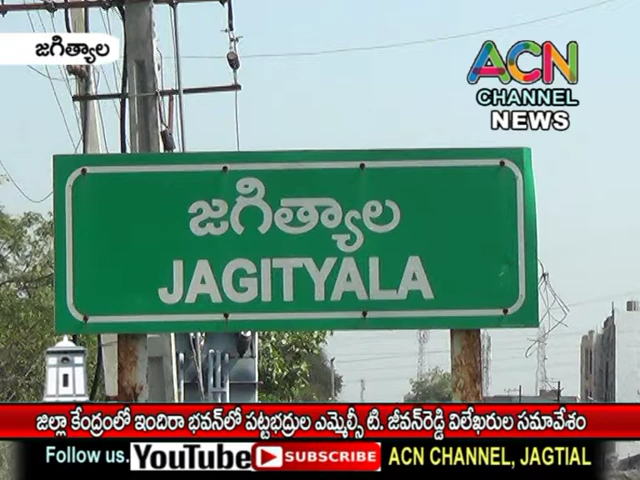 జగిత్యాల
ACN
CHANNEL
NEWS
జగిత్యాల
JAGITYALA
జిల్లా కేంద్రంలో ఇందిరా భవన్‌లో పట్టభద్రుల ఎమ్మెల్సీ టి. జీవన్‌రెడ్డి విలేఖరుల సమావేశం
Follow us. YouTube SUBSCRIBE ACN CHANNEL, JAGTIAL